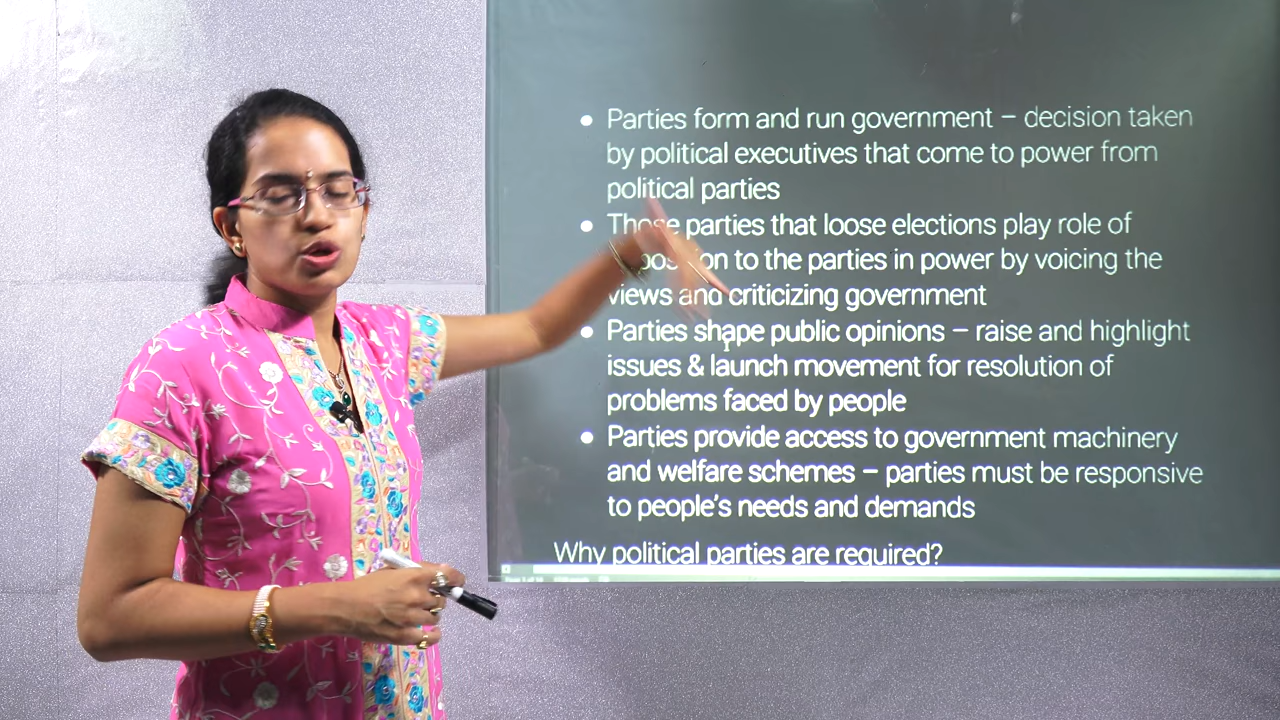 ● Parties form and run government – decision taken
by political executives that come to power from
political parties
● Those parties that loose elections play role of
to the parties in power by voicing the
views and criticizing government
● Parties shape public opinions – raise and highlight
issues & launch movement for resolution of
problems faced by people
● Parties provide access to government machinery
and welfare schemes – parties must be responsive
to people's needs and demands
Why political parties are required?